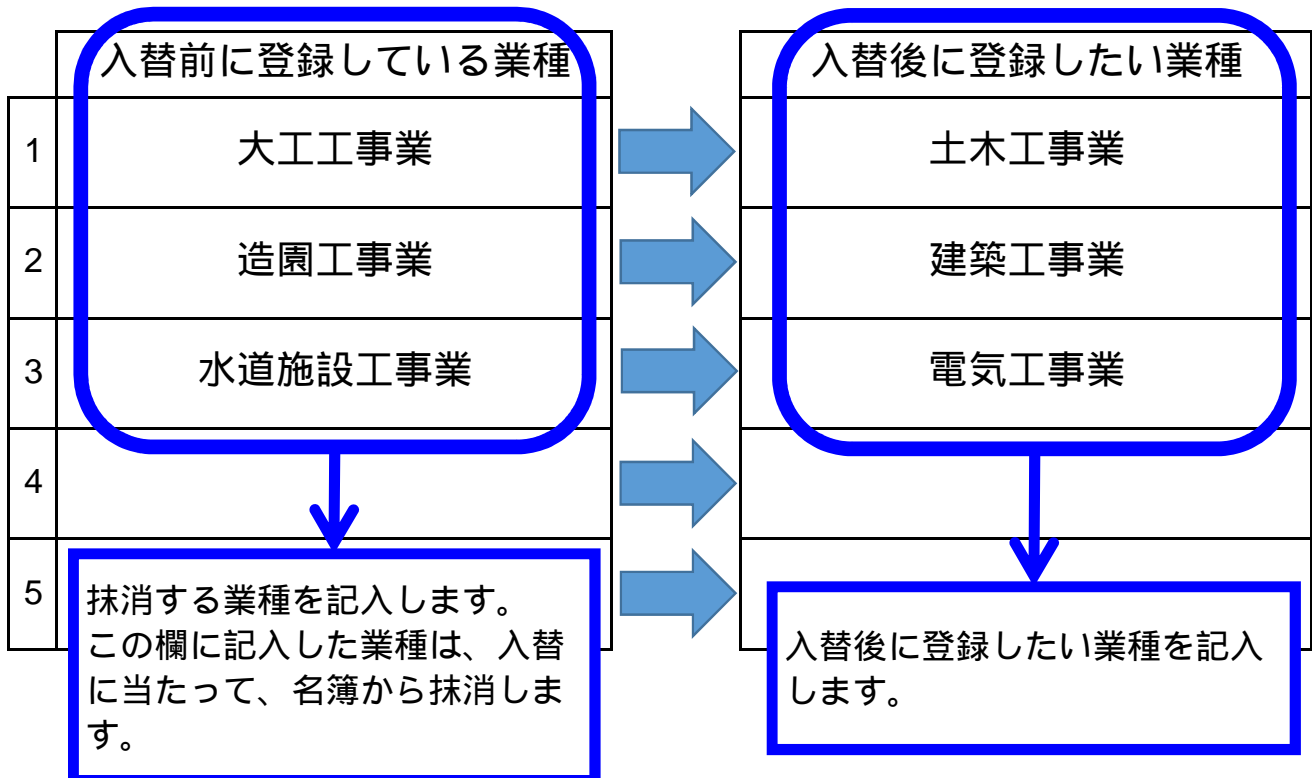 入替前に登録している業種
入替後に登録したい業種
1
大工工事業
土木工事業
2
造園工事業
建築工事業
3
水道施設工事業
電気工事業
4
5
抹消する業種を記入します。
この欄に記入した業種は、入替
に当たって、名簿から抹消しま
す。
入替後に登録したい業種を記入
します。